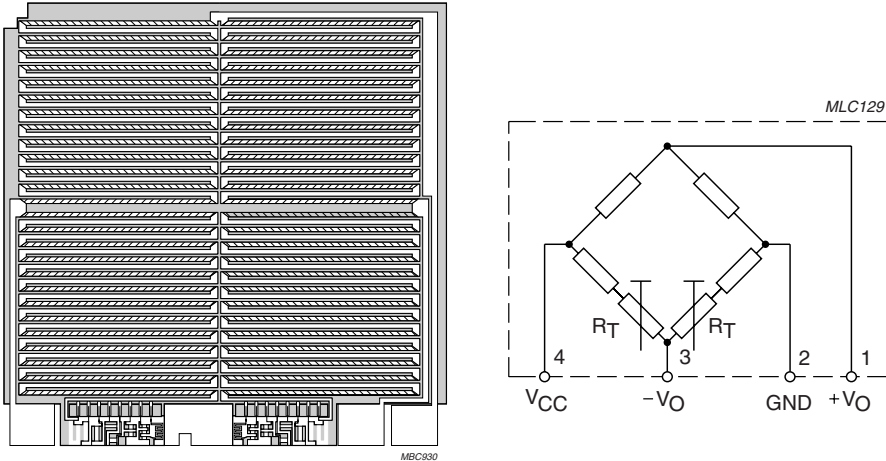 MBC930
MLC129
R_T R_T
4 3 2 1
V_CC −V_O GND +V_O